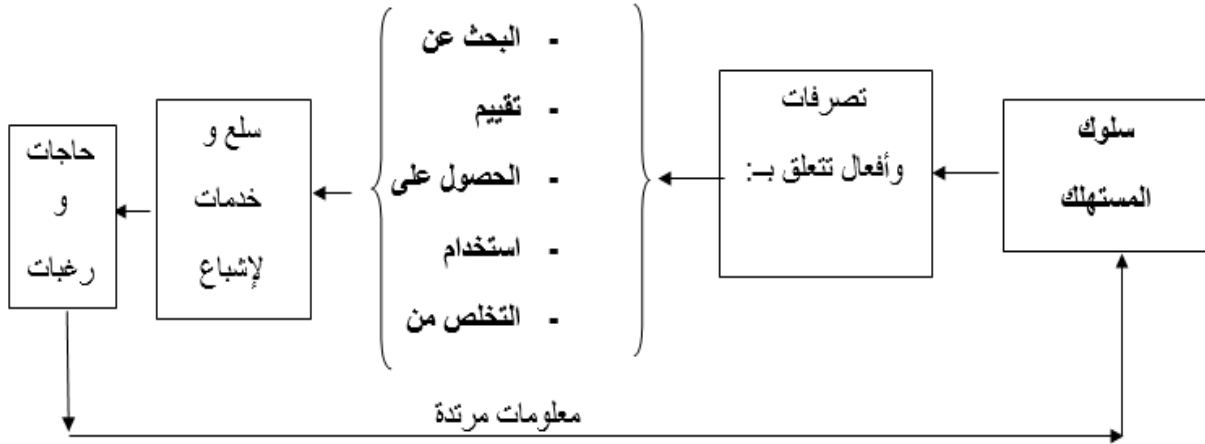 سلوك
المستهلك
تصرفات
وأفعال تتعلق بــ:
- البحث عن
- تقييم
- الحصول على
- استخدام
- التخلص من
سلع و
خدمات
لإشباع
حاجات
و
رغبات
معلومات مرتدة